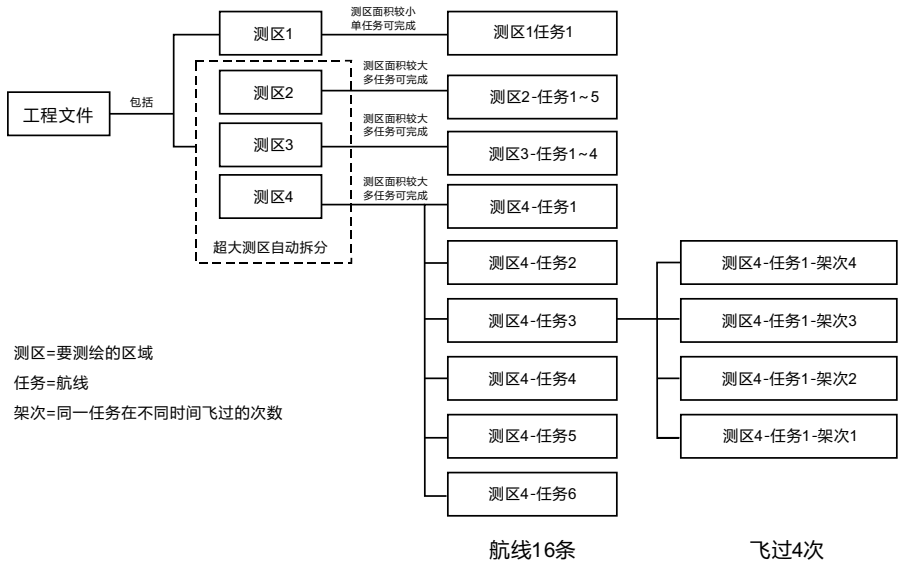 工程文件
包括
测区1
测区面积较小
单任务可完成
测区1任务1
测区2
测区面积较大
多任务可完成
测区2-任务1~5
测区3
测区面积较大
多任务可完成
测区3-任务1~4
测区4
测区面积较大
多任务可完成
测区4-任务1
超大测区自动拆分
测区4-任务2
测区4-任务3
测区4-任务4
测区4-任务5
测区4-任务6
测区4-任务1-架次4
测区4-任务1-架次3
测区4-任务1-架次2
测区4-任务1-架次1
测区=要测绘的区域
任务=航线
架次=同一任务在不同时间飞过的次数
航线16条
飞过4次